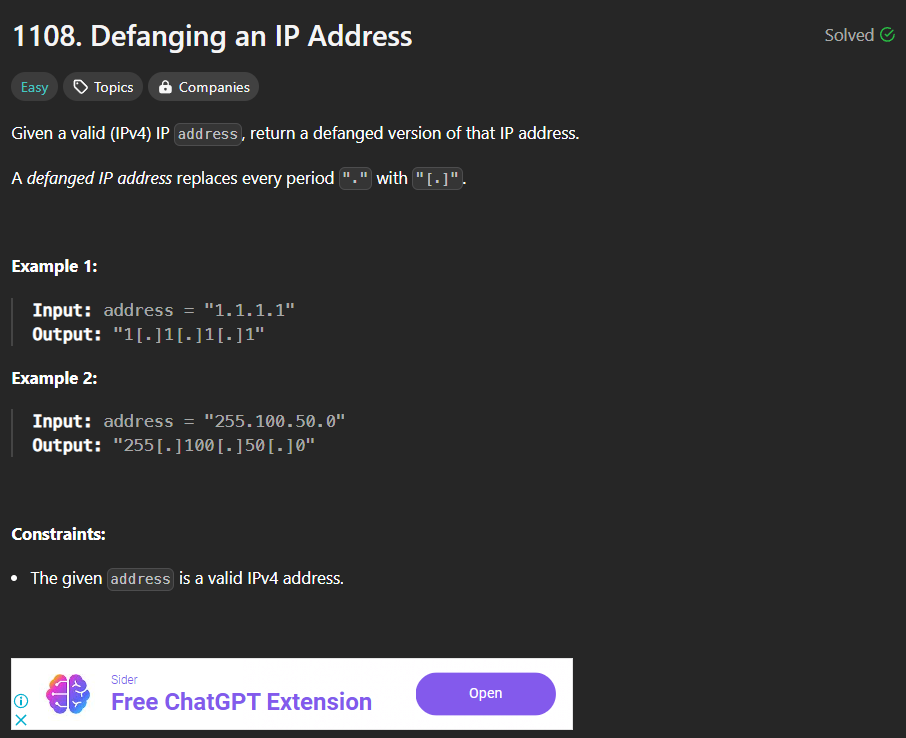 1108. Defanging an IP Address
Solved
Easy Topics Companies
Given a valid (IPv4) IP address, return a defanged version of that IP address.
A defanged IP address replaces every period "." with "[.]".
Example 1:
Input: address = "1.1.1.1"
Output: "1[.]1[.]1[.]1"
Example 2:
Input: address = "255.100.50.0"
Output: "255[.]100[.]50[.]0"
Constraints:
• The given address is a valid IPv4 address.
Sider
Free ChatGPT Extension
Open